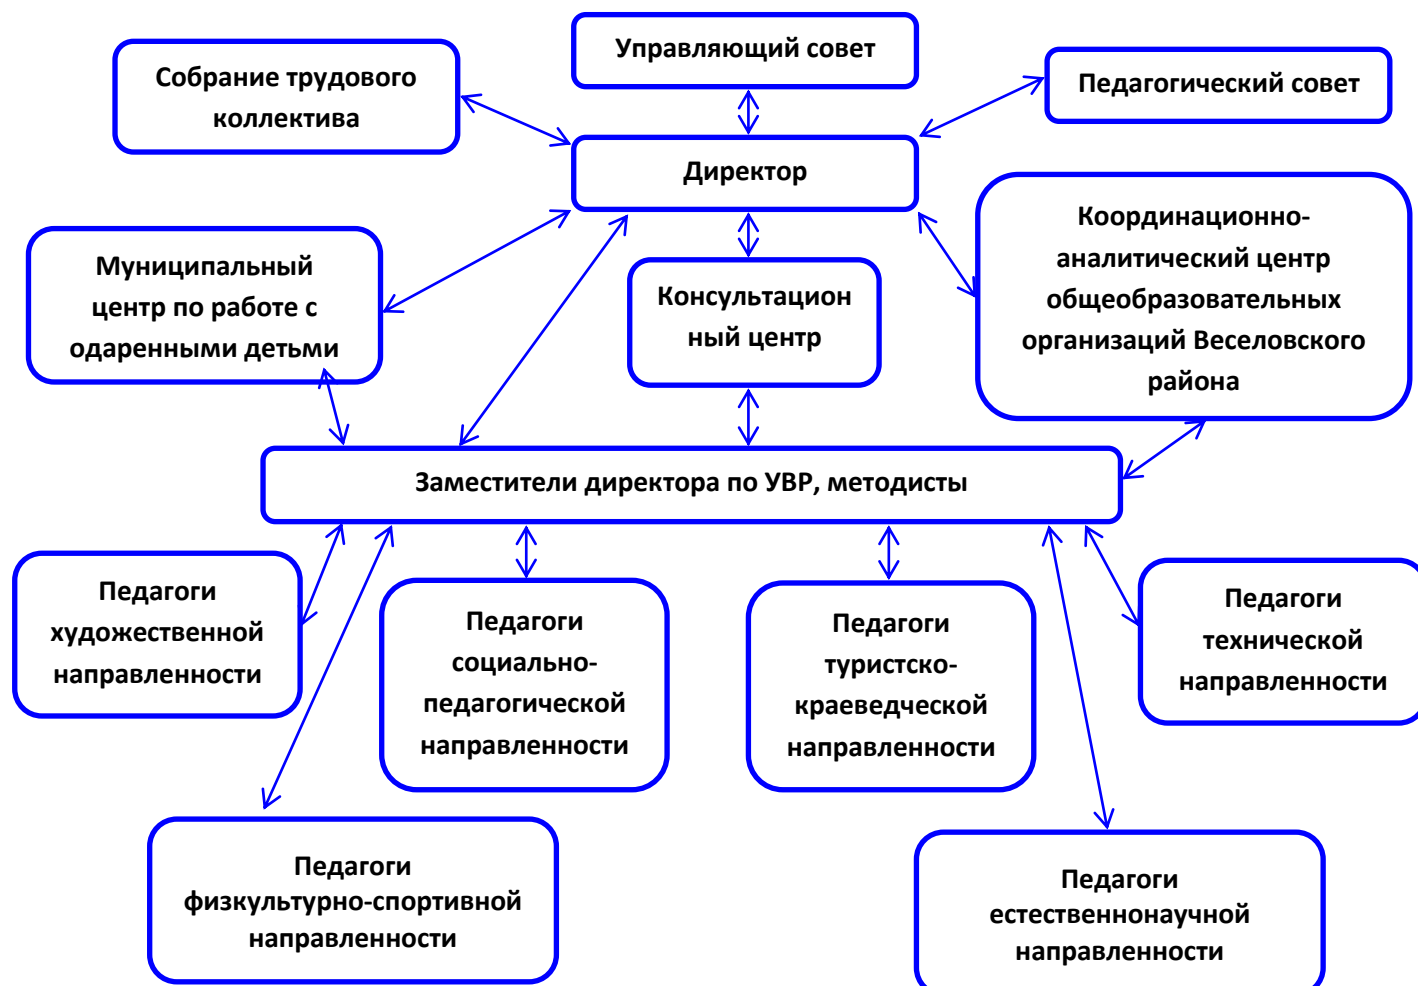 Управляющий совет
Собрание трудового
коллектива
Педагогический совет
Директор
Координационно-
аналитический центр
общеобразовательных
организаций Веселовского
района
Муниципальный
центр по работе с
одаренными детьми
Консультацион
ный центр
Заместители директора по УВР, методисты
Педагоги
художественной
направленности
Педагоги
социально-
педагогической
направленности
Педагоги
туристско-
краеведческой
направленности
Педагоги
технической
направленности
Педагоги
физкультурно-спортивной
направленности
Педагоги
естественнонаучной
направленности